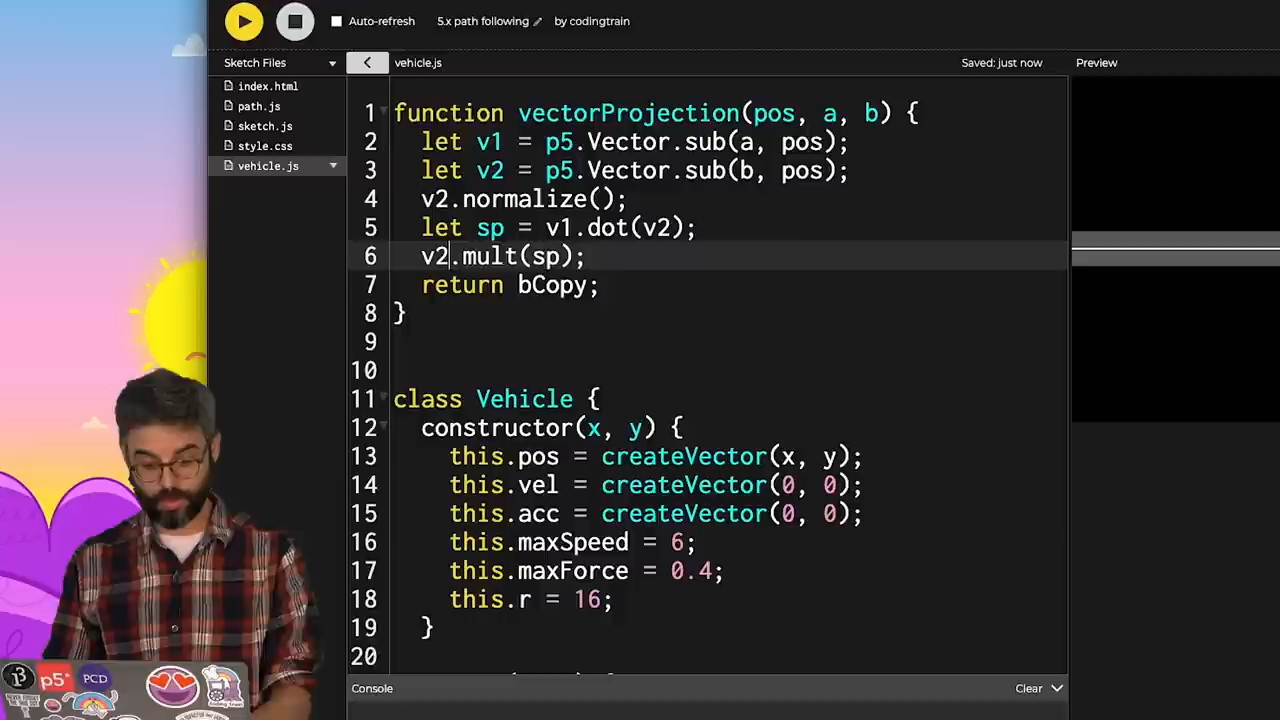 Auto-refresh 5.x path following by codingtrain
Sketch Files vehicle.js Saved: just now Preview
index.html
path.js
sketch.js
style.css
vehicle.js
1 function vectorProjection(pos, a, b) {
2 let v1 = p5.Vector.sub(a, pos);
3 let v2 = p5.Vector.sub(b, pos);
4 v2.normalize();
5 let sp = v1.dot(v2);
6 v2.mult(sp);
7 return bCopy;
8 }
9
10
11 class Vehicle {
12 constructor(x, y) {
13 this.pos = createVector(x, y);
14 this.vel = createVector(0, 0);
15 this.acc = createVector(0, 0);
16 this.maxSpeed = 6;
17 this.maxForce = 0.4;
18 this.r = 16;
19 }
20
Console Clear
p5* PCD